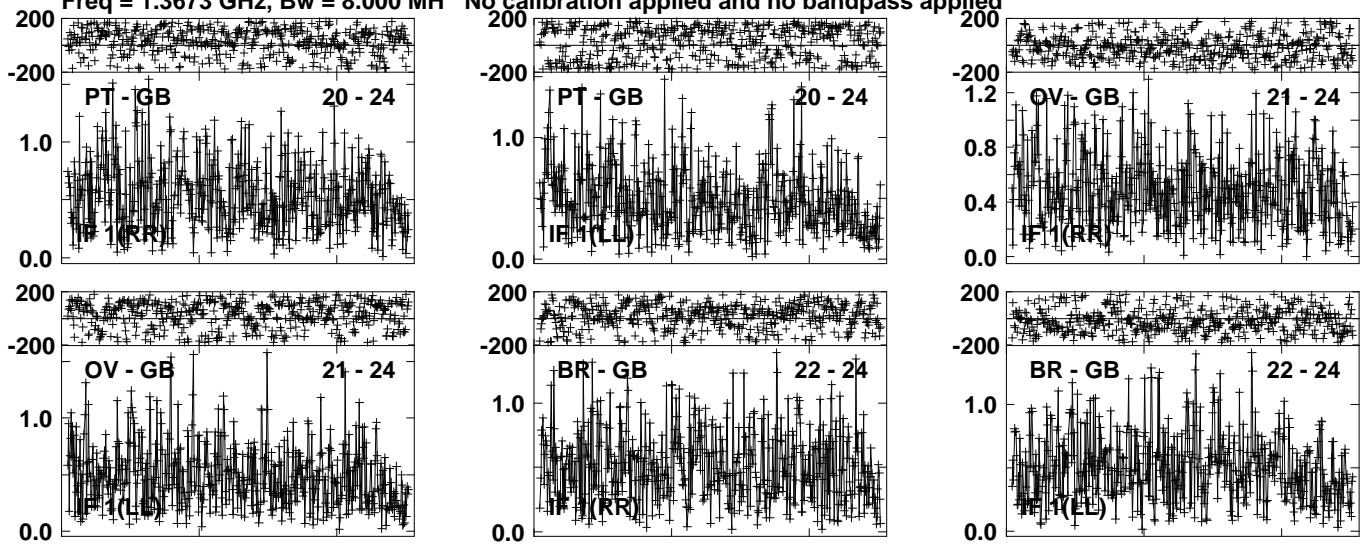 Freq = 1.3673 GHz, Bw = 8.000 MH No calibration applied and no bandpass applied
200
-200
PT - GB 20 - 24
1.0
IF 1(RR)
0.0
200
-200
PT - GB 20 - 24
1.0
IF 1(LL)
0.0
200
-200
1.2
OV - GB 21 - 24
0.8
0.4
IF 1(RR)
0.0
200
-200
OV - GB 21 - 24
1.0
IF 1(LL)
0.0
200
-200
BR - GB 22 - 24
1.0
IF 1(RR)
0.0
200
-200
BR - GB 22 - 24
1.0
IF 1(LL)
0.0